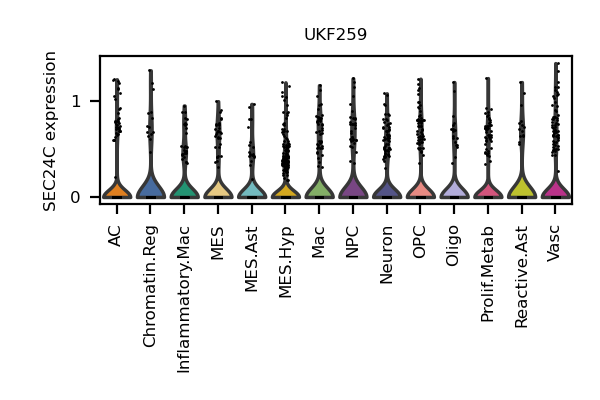 UKF259
SEC24C expression
1
0
AC
Chromatin.Reg
Inflammatory.Mac
MES
MES.Ast
MES.Hyp
Mac
NPC
Neuron
OPC
Oligo
Prolif.Metab
Reactive.Ast
Vasc